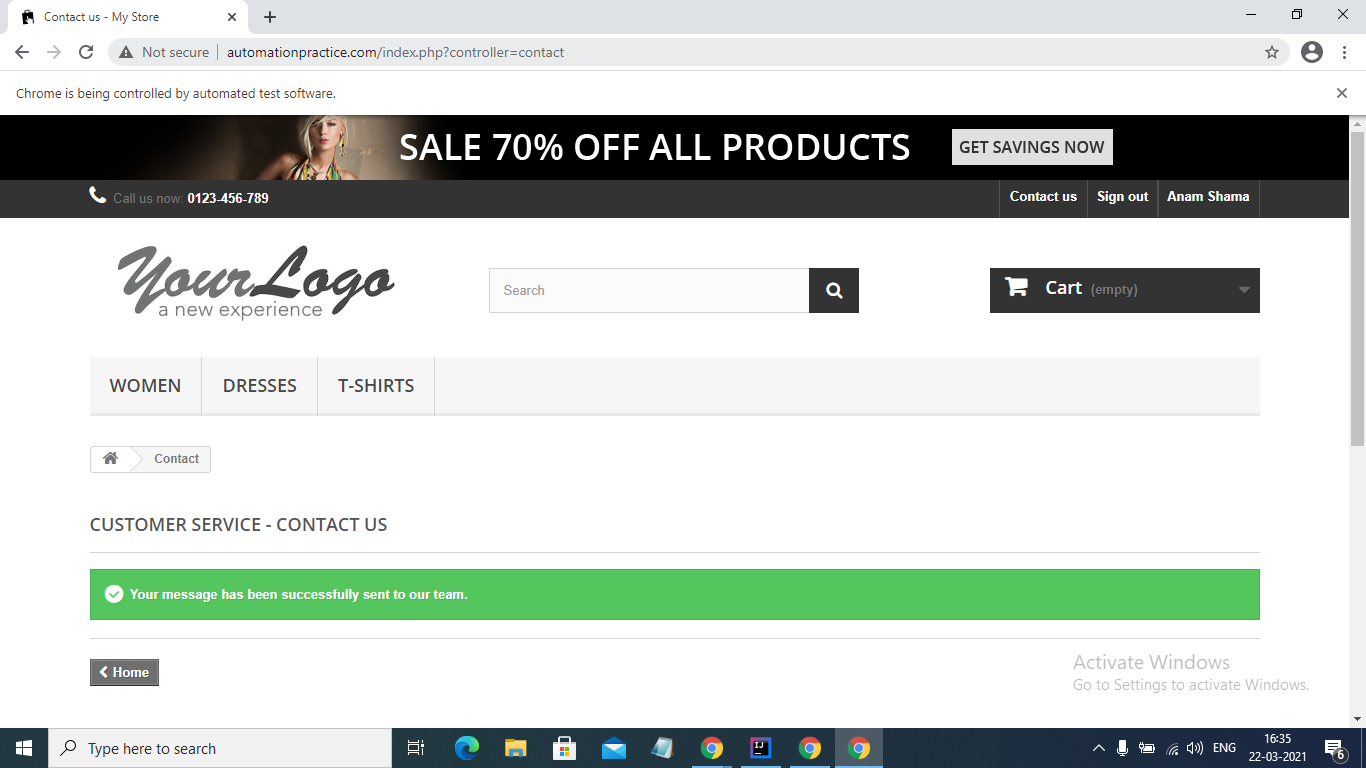 Contact us - My Store
Not secure automationpractice.com/index.php?controller=contact
Chrome is being controlled by automated test software.
SALE 70% OFF ALL PRODUCTS GET SAVINGS NOW
Call us now: 0123-456-789 Contact us Sign out Anam Shama
Your Logo
a new experience
Search
Cart (empty)
WOMEN DRESSES T-SHIRTS
Contact
CUSTOMER SERVICE - CONTACT US
Your message has been successfully sent to our team.
Home
Activate Windows
Go to Settings to activate Windows.
Type here to search
IJ
ENG
16:35
22-03-2021
6